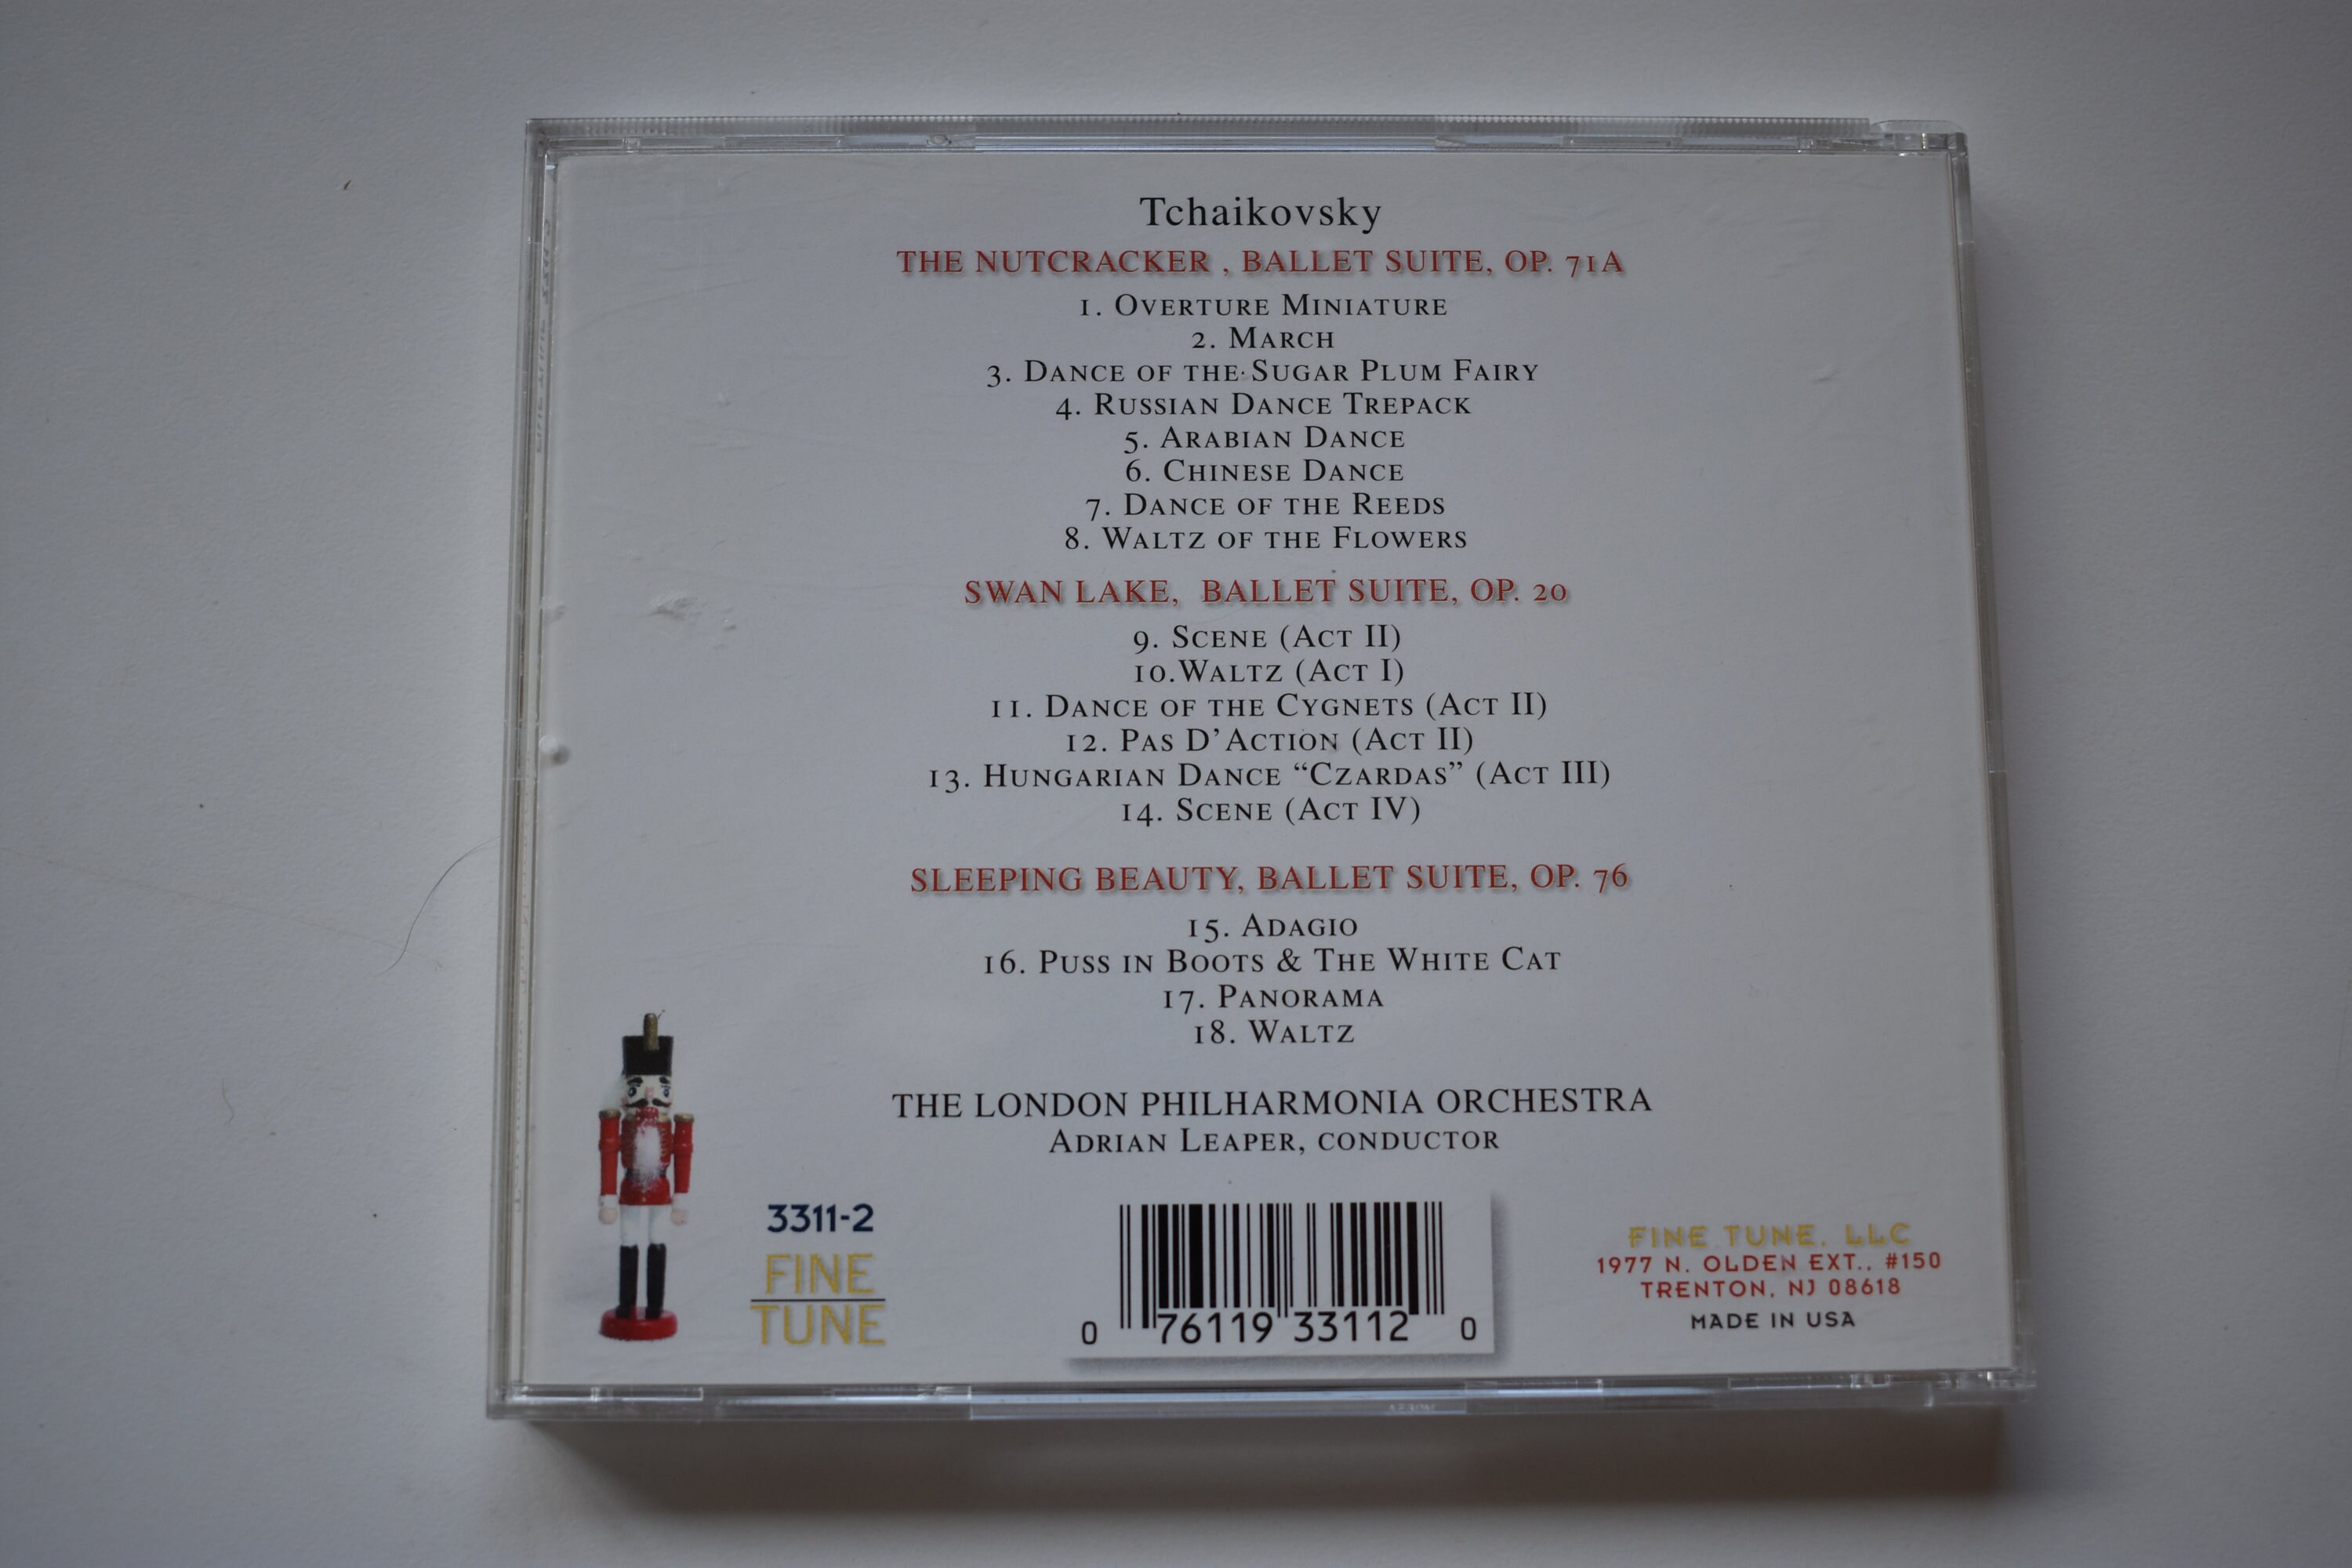 Tchaikovsky
THE NUTCRACKER , BALLET SUITE, OP. 71A
1. OVERTURE MINIATURE
2. MARCH
3. DANCE OF THE SUGAR PLUM FAIRY
4. RUSSIAN DANCE TREPACK
5. ARABIAN DANCE
6. CHINESE DANCE
7. DANCE OF THE REEDS
8. WALTZ OF THE FLOWERS
SWAN LAKE, BALLET SUITE, OP. 20
9. SCENE (ACT II)
10.WALTZ (ACT I)
11. DANCE OF THE CYGNETS (ACT II)
12. PAS D’ACTION (ACT II)
13. HUNGARIAN DANCE “CZARDAS” (ACT III)
14. SCENE (ACT IV)
SLEEPING BEAUTY, BALLET SUITE, OP. 76
15. ADAGIO
16. PUSS IN BOOTS & THE WHITE CAT
17. PANORAMA
18. WALTZ
THE LONDON PHILHARMONIA ORCHESTRA
ADRIAN LEAPER, CONDUCTOR
3311-2
FINE
TUNE
0 76119 33112 0
FINE TUNE, LLC
1977 N. OLDEN EXT., #150
TRENTON, NJ 08618
MADE IN USA